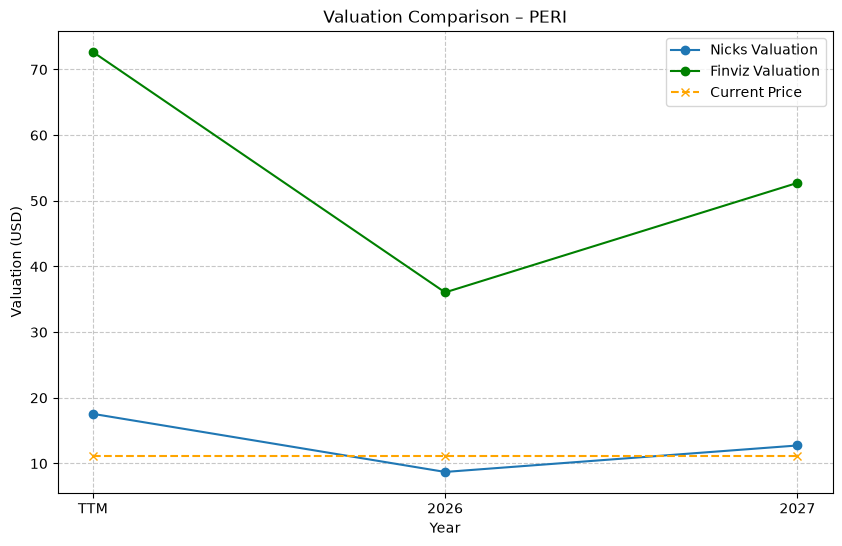 Valuation Comparison – PERI
Nicks Valuation
Finviz Valuation
Current Price
Valuation (USD)
70
60
50
40
30
20
10
TTM
2026
2027
Year